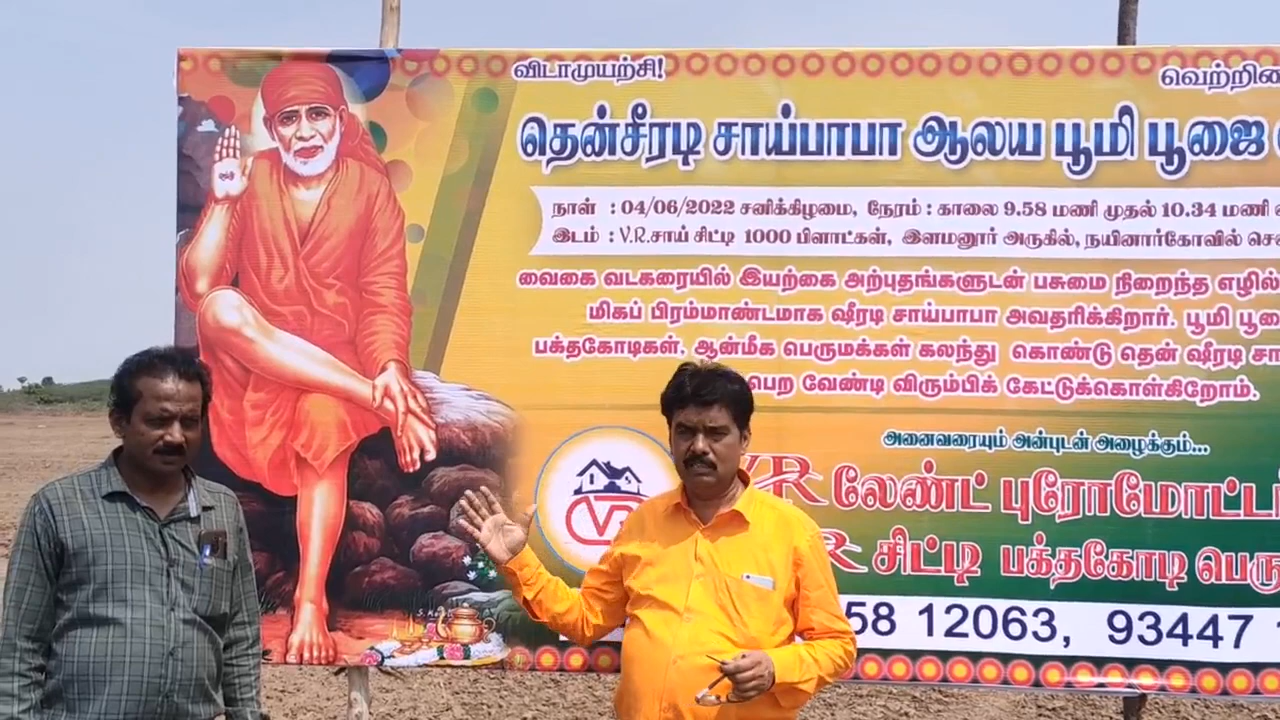 விடாமுயற்சி!
தென்சீரடி சாய்பாபா ஆலய பூமி பூஜை
நாள் : 04/06/2022 சனிக்கிழமை, நேரம் : காலை 9.58 மணி முதல் 10.34 மணி
இடம் : V.R.சாய் சிட்டி 1000 பிளாட்கள், இளமனூர் அருகில், நயினார்கோவில்
வைகை வடகரையில் இயற்கை அற்புதங்களுடன் பசுமை நிறைந்த எழில்
மிகப் பிரம்மாண்டமாக ஷீரடி சாய்பாபா அவதரிக்கிறார். பூமி
பக்தகோடிகள், ஆன்மீக பெருமக்கள் கலந்து கொண்டு தென் ஷீரடி
பெற வேண்டி விரும்பிக் கேட்டுக்கொள்கிறோம்.
அனைவரையும் அன்புடன் அழைக்கும்...
VR
VR லேண்ட்
சிட்டி பக்தகோடி
58 12063, 93447